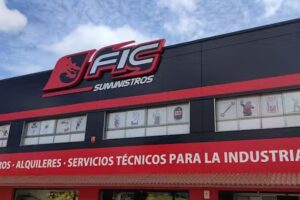 FIC
SUMINISTROS
ROS · ALQUILERES · SERVICIOS TÉCNICOS PARA LA INDUSTRIA